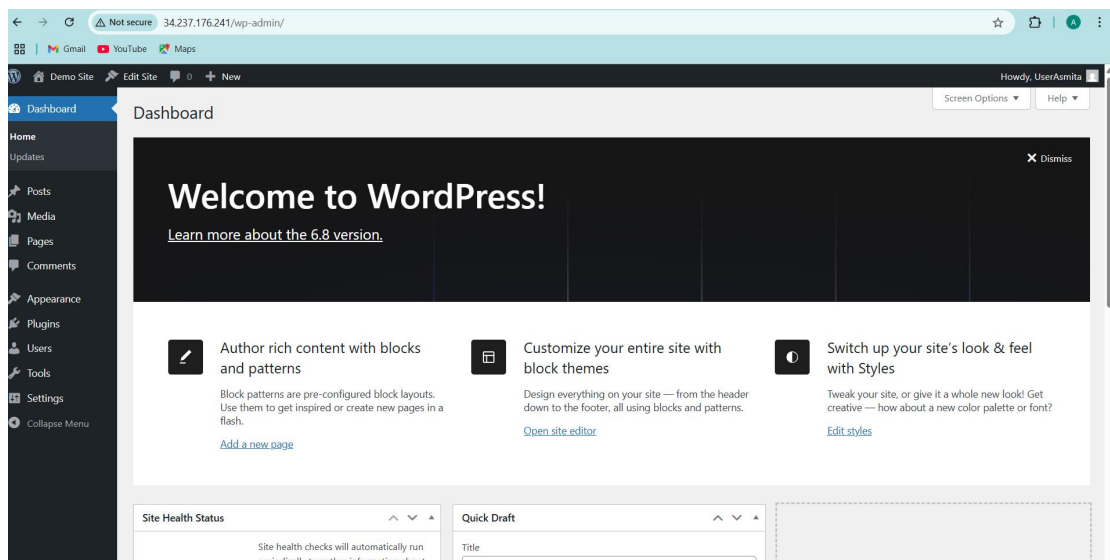 Not secure 34.237.176.241/wp-admin/
A
Gmail YouTube Maps
Demo Site Edit Site 0 New Howdy, UserAsmita
Dashboard
Home
Updates
Posts
Media
Pages
Comments
Appearance
Plugins
Users
Tools
Settings
Collapse Menu
Screen Options Help
Dashboard
Dismiss
Welcome to WordPress!
Learn more about the 6.8 version.
Author rich content with blocks
and patterns
Block patterns are pre-configured block layouts.
Use them to get inspired or create new pages in a
flash.
Add a new page
Customize your entire site with
block themes
Design everything on your site — from the header
down to the footer, all using blocks and patterns.
Open site editor
Switch up your site's look & feel
with Styles
Tweak your site, or give it a whole new look! Get
creative — how about a new color palette or font?
Edit styles
Site Health Status
Site health checks will automatically run
Quick Draft
Title